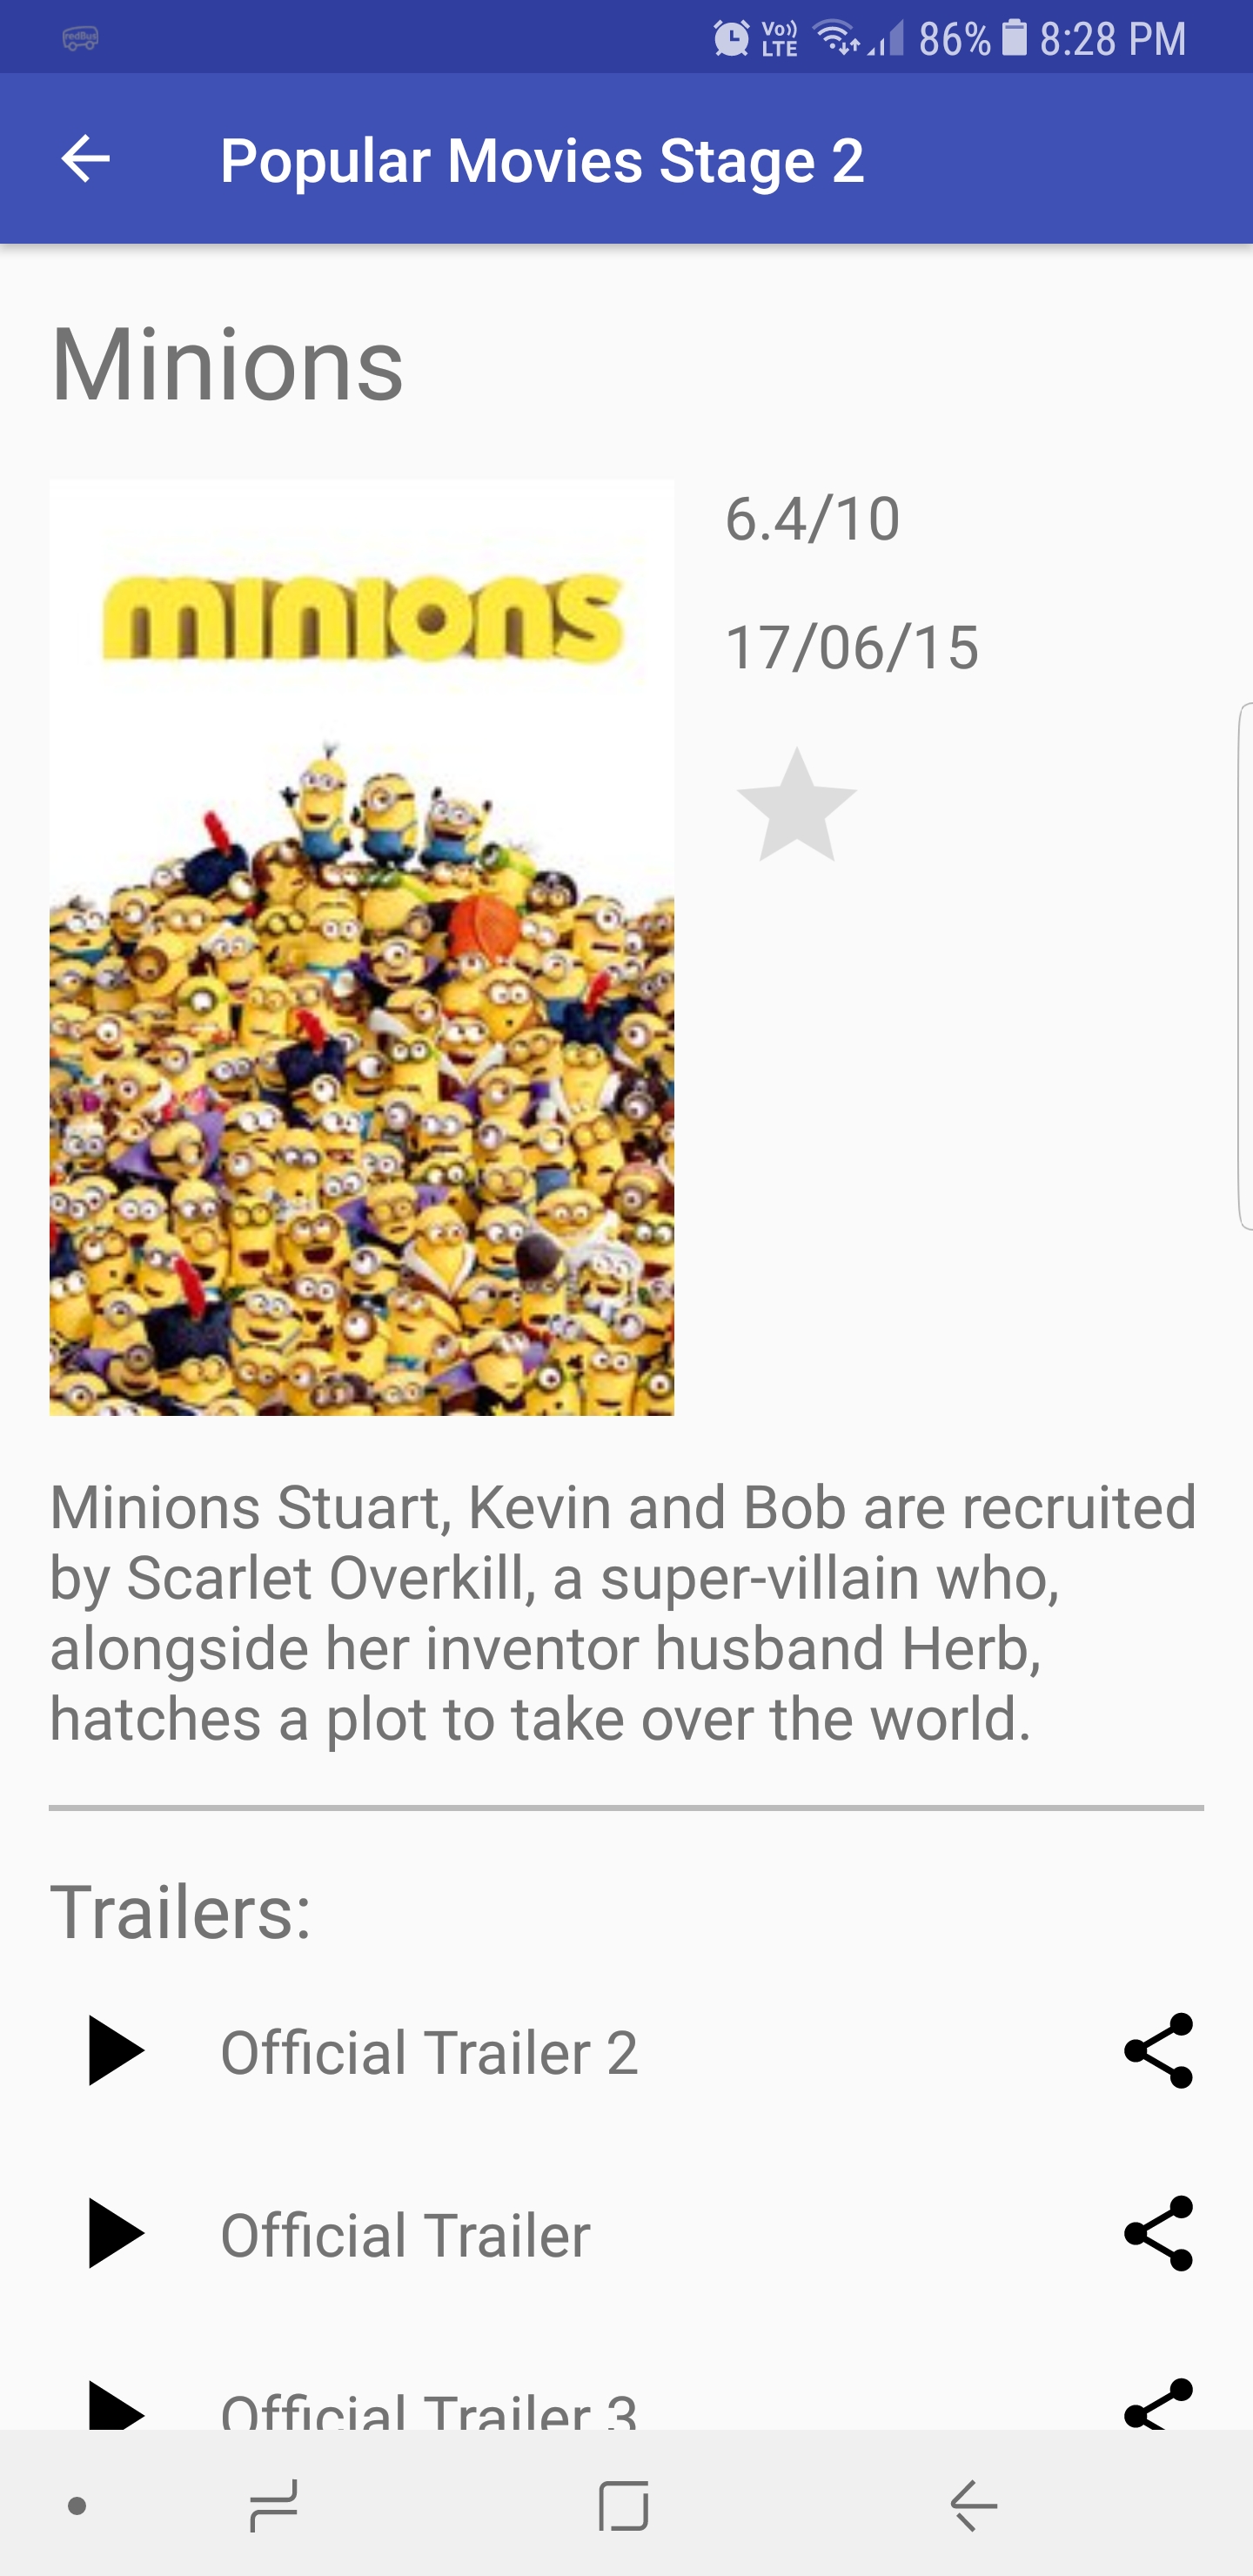 redBus
Vo)) LTE 86% 8:28 PM
Popular Movies Stage 2
Minions
minions
6.4/10
17/06/15
Minions Stuart, Kevin and Bob are recruited
by Scarlet Overkill, a super-villain who,
alongside her inventor husband Herb,
hatches a plot to take over the world.
Trailers:
Official Trailer 2
Official Trailer
Official Trailer 3